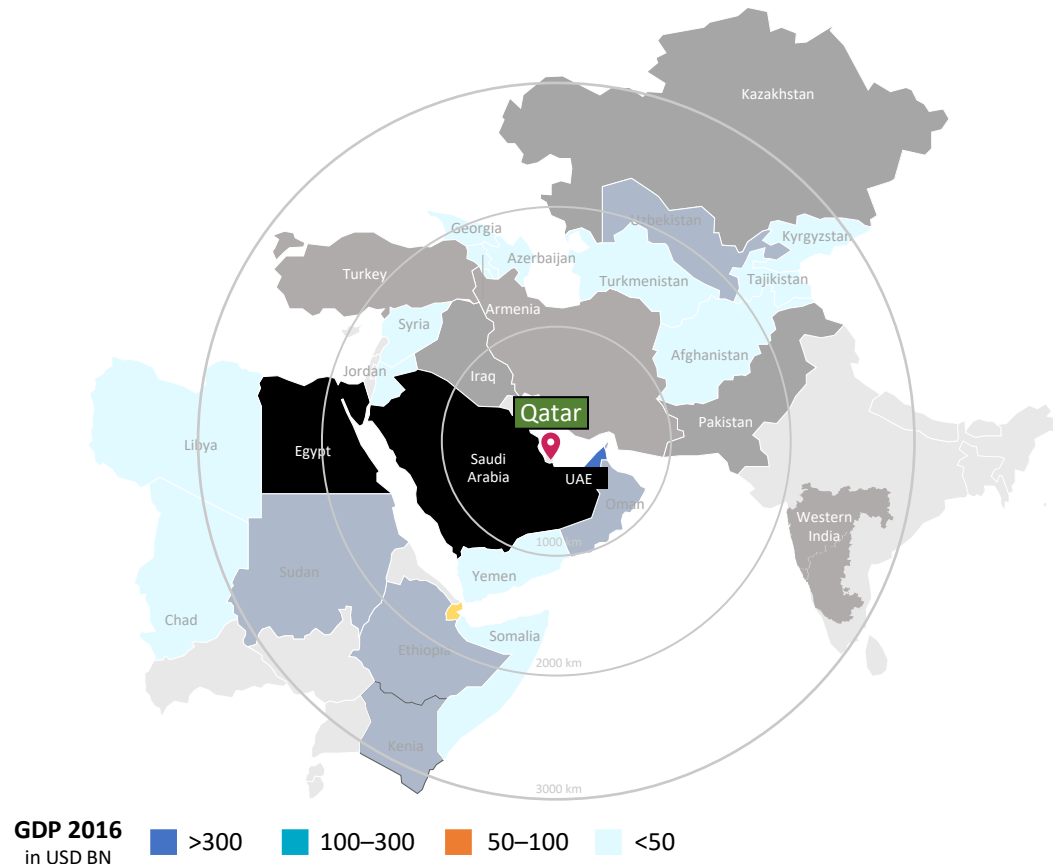 Kazakhstan
Uzbekistan
Georgia
Kyrgyzstan
Azerbaijan
Turkey
Turkmenistan
Tajikistan
Armenia
Syria
Afghanistan
Jordan
Iraq
Qatar
Pakistan
Libya
Egypt
Saudi
Arabia
UAE
Oman
Western
India
1000 km
Sudan
Yemen
Chad
Somalia
Ethiopia
2000 km
Kenia
3000 km
GDP 2016
in USD BN
>300
100–300
50–100
<50